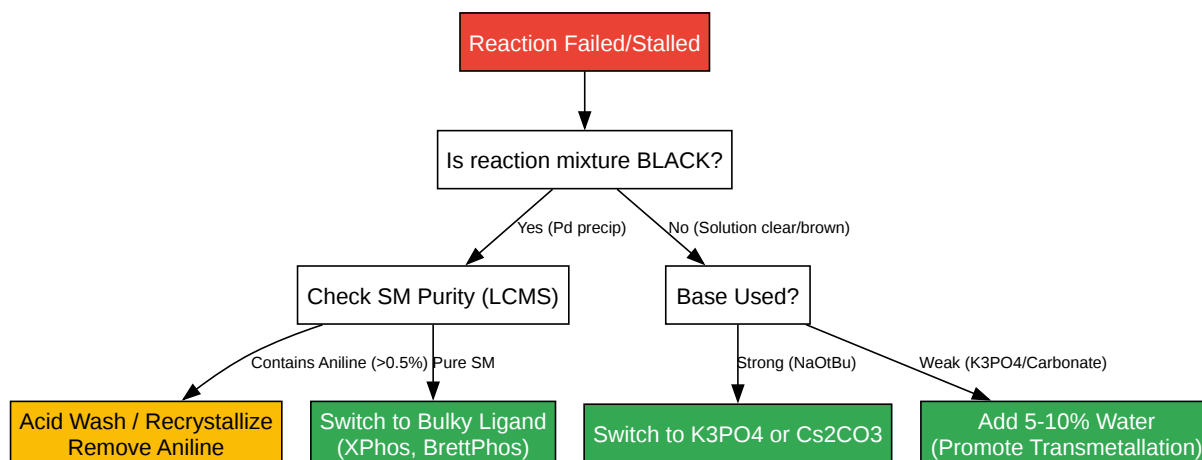 Reaction Failed/Stalled
Is reaction mixture BLACK?
Yes (Pd precip)
No (Solution clear/brown)
Check SM Purity (LCMS)
Base Used?
Contains Aniline (>0.5%)
Pure SM
Strong (NaOtBu)
Weak (K3PO4/Carbonate)
Acid Wash / Recrystallize
Remove Aniline
Switch to Bulky Ligand
(XPhos, BrettPhos)
Switch to K3PO4 or Cs2CO3
Add 5-10% Water
(Promote Transmetallation)